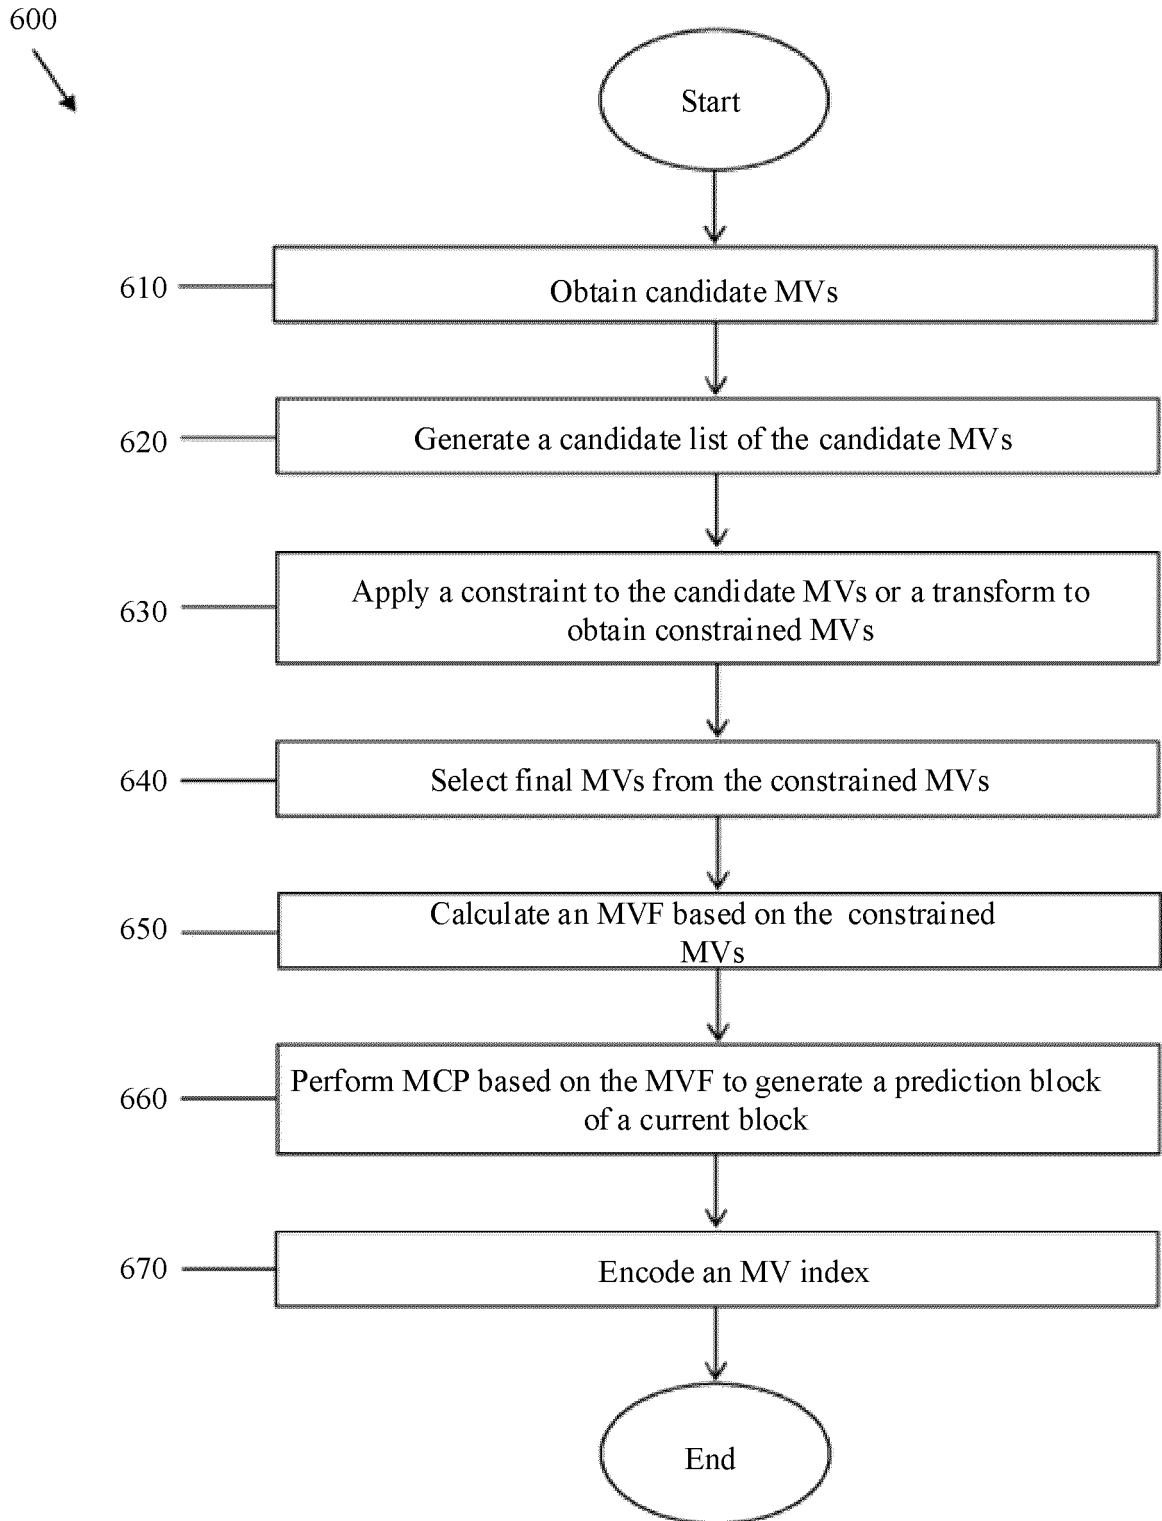 600
Start
610
Obtain candidate MVs
620
Generate a candidate list of the candidate MVs
630
Apply a constraint to the candidate MVs or a transform to
obtain constrained MVs
640
Select final MVs from the constrained MVs
650
Calculate an MVF based on the constrained
MVs
660
Perform MCP based on the MVF to generate a prediction block
of a current block
670
Encode an MV index
End